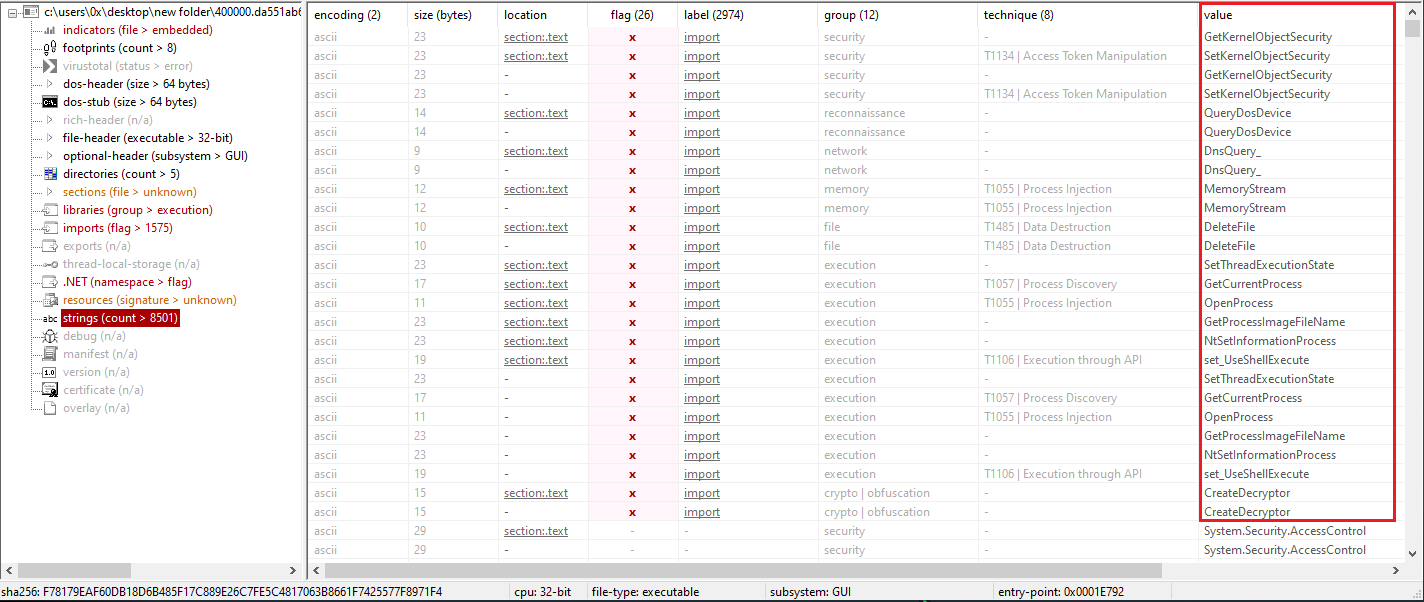 c:\users\0x\desktop\new folder\400000.da551ab6
indicators (file > embedded)
footprints (count > 8)
virustotal (status > error)
dos-header (size > 64 bytes)
dos-stub (size > 64 bytes)
rich-header (n/a)
file-header (executable > 32-bit)
optional-header (subsystem > GUI)
directories (count > 5)
sections (file > unknown)
libraries (group > execution)
imports (flag > 1575)
exports (n/a)
thread-local-storage (n/a)
.NET (namespace > flag)
resources (signature > unknown)
abc strings (count > 8501)
debug (n/a)
manifest (n/a)
1.0 version (n/a)
certificate (n/a)
overlay (n/a)
encoding (2) size (bytes) location flag (26) label (2974) group (12) technique (8) value
ascii 23 section:.text x import security - GetKernelObjectSecurity
ascii 23 section:.text x import security T1134 | Access Token Manipulation SetKernelObjectSecurity
ascii 23 - x import security - GetKernelObjectSecurity
ascii 23 - x import security T1134 | Access Token Manipulation SetKernelObjectSecurity
ascii 14 section:.text x import reconnaissance - QueryDosDevice
ascii 14 - x import reconnaissance - QueryDosDevice
ascii 9 section:.text x import network - DnsQuery_
ascii 9 - x import network - DnsQuery_
ascii 12 section:.text x import memory T1055 | Process Injection MemoryStream
ascii 12 - x import memory T1055 | Process Injection MemoryStream
ascii 10 section:.text x import file T1485 | Data Destruction DeleteFile
ascii 10 - x import file T1485 | Data Destruction DeleteFile
ascii 23 section:.text x import execution - SetThreadExecutionState
ascii 17 section:.text x import execution T1057 | Process Discovery GetCurrentProcess
ascii 11 section:.text x import execution T1055 | Process Injection OpenProcess
ascii 23 section:.text x import execution - GetProcessImageFileName
ascii 23 section:.text x import execution - NtSetInformationProcess
ascii 19 section:.text x import execution T1106 | Execution through API set_UseShellExecute
ascii 23 - x import execution - SetThreadExecutionState
ascii 17 - x import execution T1057 | Process Discovery GetCurrentProcess
ascii 11 - x import execution T1055 | Process Injection OpenProcess
ascii 23 - x import execution - GetProcessImageFileName
ascii 23 - x import execution - NtSetInformationProcess
ascii 19 - x import execution T1106 | Execution through API set_UseShellExecute
ascii 15 section:.text x import crypto | obfuscation - CreateDecryptor
ascii 15 - x import crypto | obfuscation - CreateDecryptor
ascii 29 section:.text - - security - System.Security.AccessControl
ascii 29 - - - security - System.Security.AccessControl
sha256: F78179EAF60DB18D6B485F17C889E26C7FE5C4817063B8661F7425577F8971F4 cpu: 32-bit file-type: executable subsystem: GUI entry-point: 0x0001E792